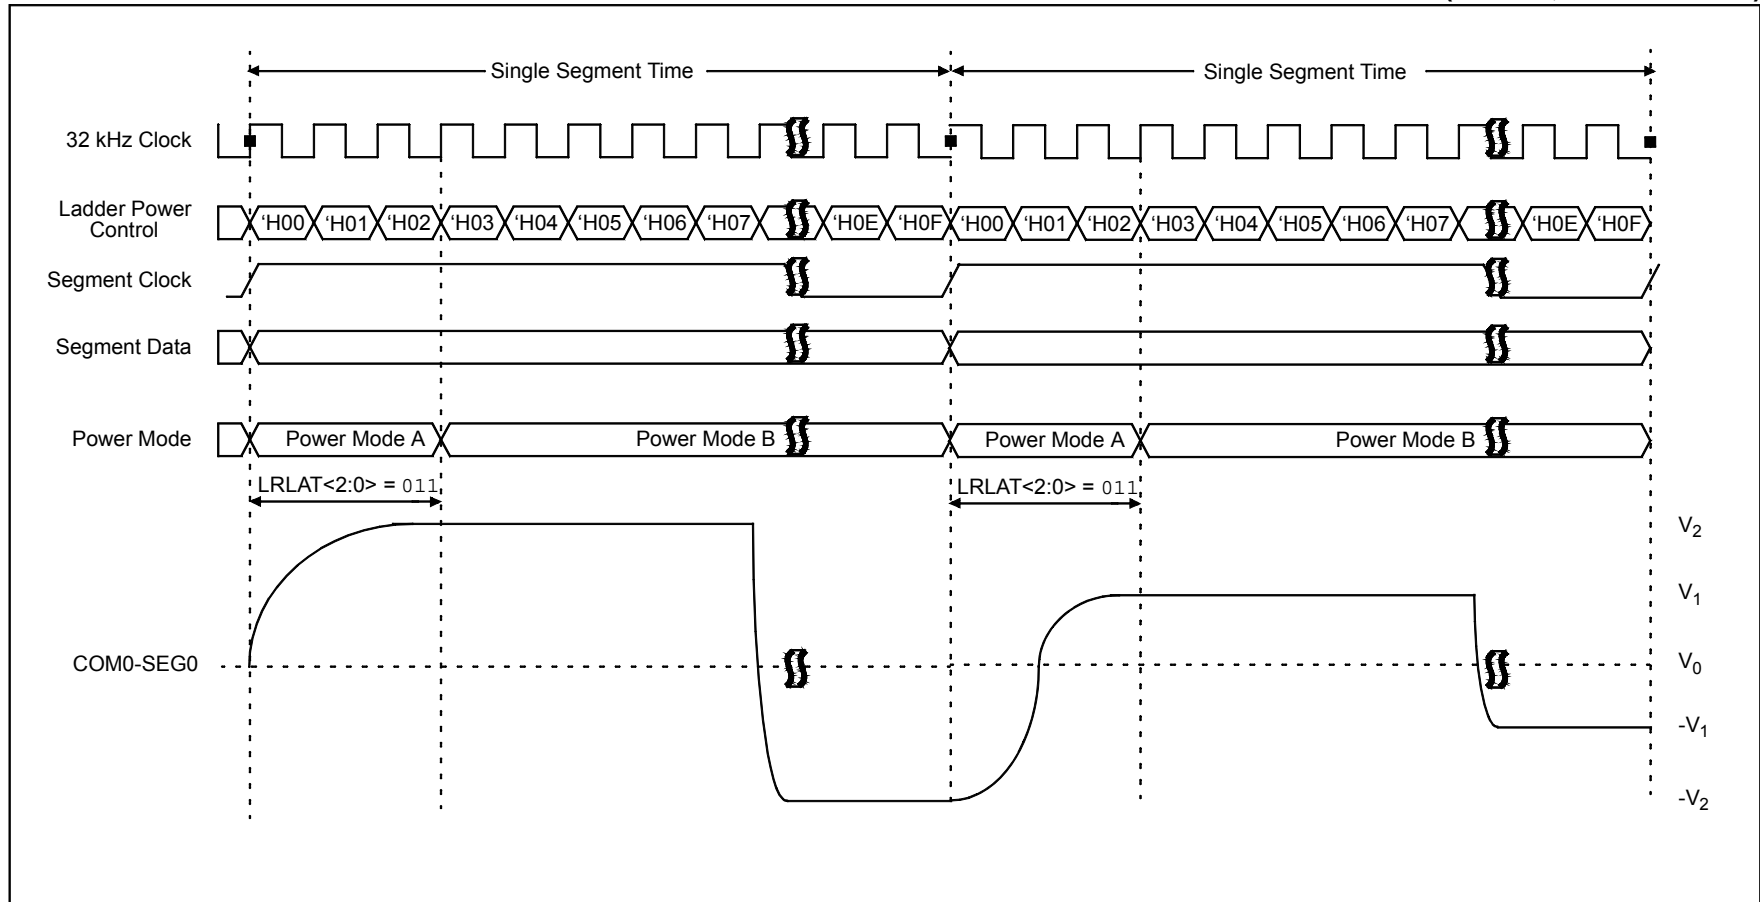 Single Segment Time Single Segment Time
32 kHz Clock
Ladder Power
Control
‘H00 ‘H01 ‘H02 ‘H03 ‘H04 ‘H05 ‘H06 ‘H07 ‘H0E ‘H0F ‘H00 ‘H01 ‘H02 ‘H03 ‘H04 ‘H05 ‘H06 ‘H07 ‘H0E ‘H0F
Segment Clock
Segment Data
Power Mode Power Mode A Power Mode B Power Mode A Power Mode B
LRLAT<2:0> = 011 LRLAT<2:0> = 011
V2
V1
COM0-SEG0 V0
-V1
-V2